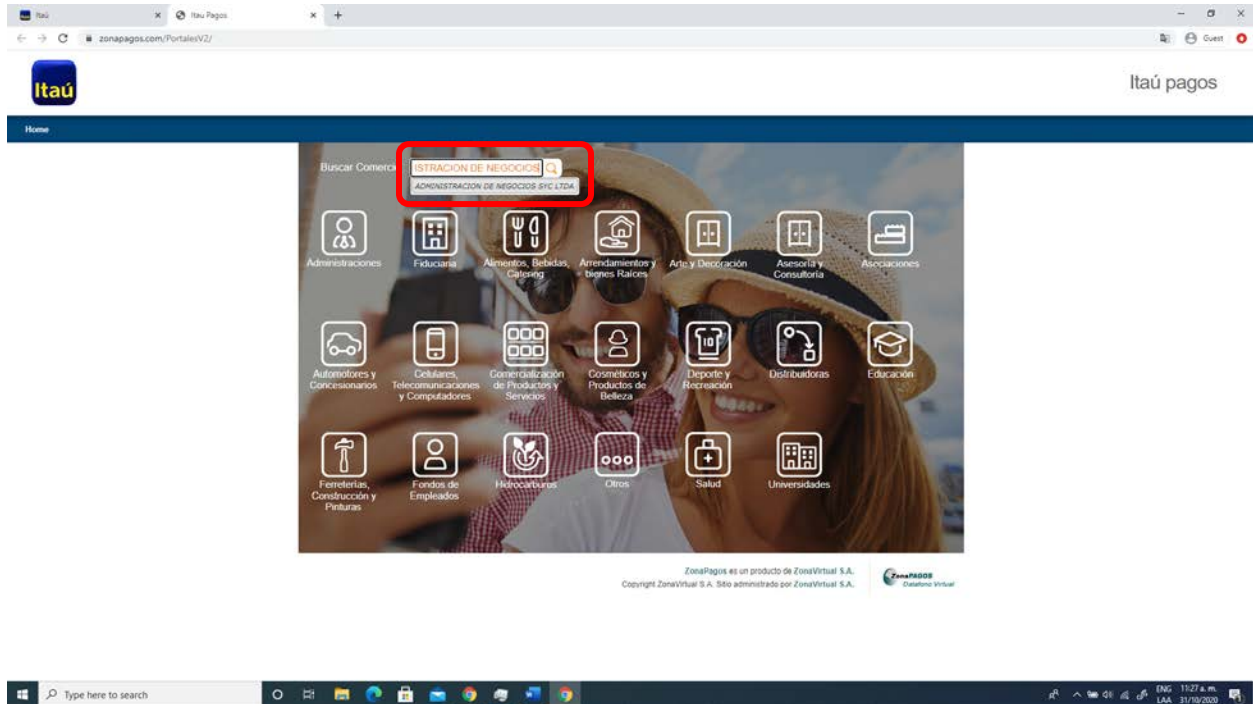 Itaú
Itau Pagos
zonapagos.com/PortalesV2/
Guest
Itaú
Itaú pagos
Home
Buscar Comerc
ISTRACION DE NEGOCIOS
ADMINISTRACION DE NEGOCIOS SYC LTDA
Administraciones
Fiduciaria
Alimentos, Bebidas,
Catering
Arrendamientos y
bienes Raíces
Arte y Decoración
Asesoría y
Consultoría
Asociaciones
Automotores y
Concesionarios
Celulares,
Telecomunicaciones
y Computadores
Comercialización
de Productos y
Servicios
Cosméticos y
Productos de
Belleza
10
Deporte y
Recreación
Distribuidoras
Educación
Ferreterías,
Construcción y
Pinturas
Fondos de
Empleados
Hidrocarburos
Otros
Salud
Universidades
ZonaPagos es un producto de ZonaVirtual S.A.
Copyright ZonaVirtual S.A. Sitio administrado por ZonaVirtual S.A.
ZonaPAGOS
Datafono Virtual
Type here to search
ENG
LAA
11:27 a. m.
31/10/2020